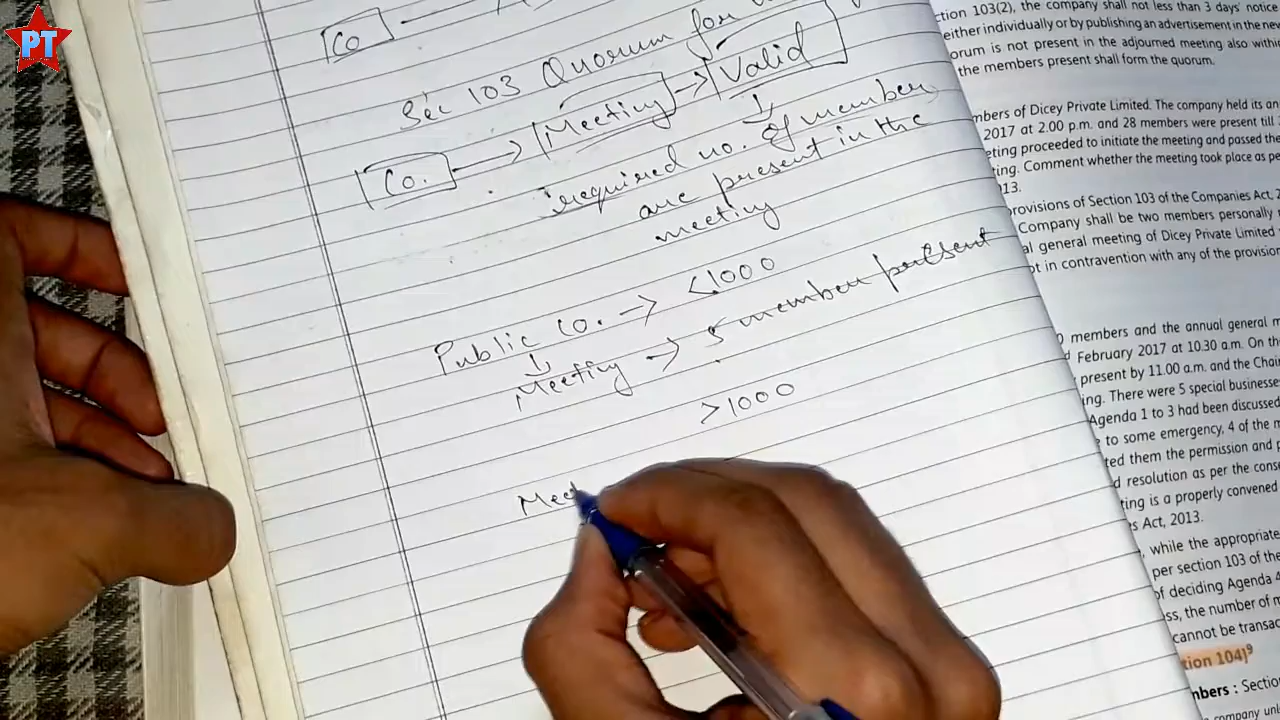 PT
Co
Sec 103 Quorum for
Co. → Meeting → Valid
required no. of member
are present in the
meeting
Public Co. → <1000
Meeting → 5 member present
>1000
Mee
ction 103(2), the company shall not less than 3 days' notice
either individually or by publishing an advertisement in the new
orum is not present in the adjourned meeting also withi
the members present shall form the quorum.
mbers of Dicey Private Limited. The company held its an
2017 at 2.00 p.m. and 28 members were present till
eting proceeded to initiate the meeting and passed the
ting. Comment whether the meeting took place as pe
013.
rovisions of Section 103 of the Companies Act, 2
Company shall be two members personally
al general meeting of Dicey Private Limited
ot in contravention with any of the provision
0 members and the annual general m
d February 2017 at 10.30 a.m. On th
present by 11.00 a.m. and the Chai
ing. There were 5 special businesse
Agenda 1 to 3 had been discussed
e to some emergency, 4 of the m
ted them the permission and p
d resolution as per the cons
ting is a properly convened
s Act, 2013.
, while the appropriate
per section 103 of the
of deciding Agenda 4
ss, the number of m
cannot be transac
tion 104]9
mbers : Section
company unl